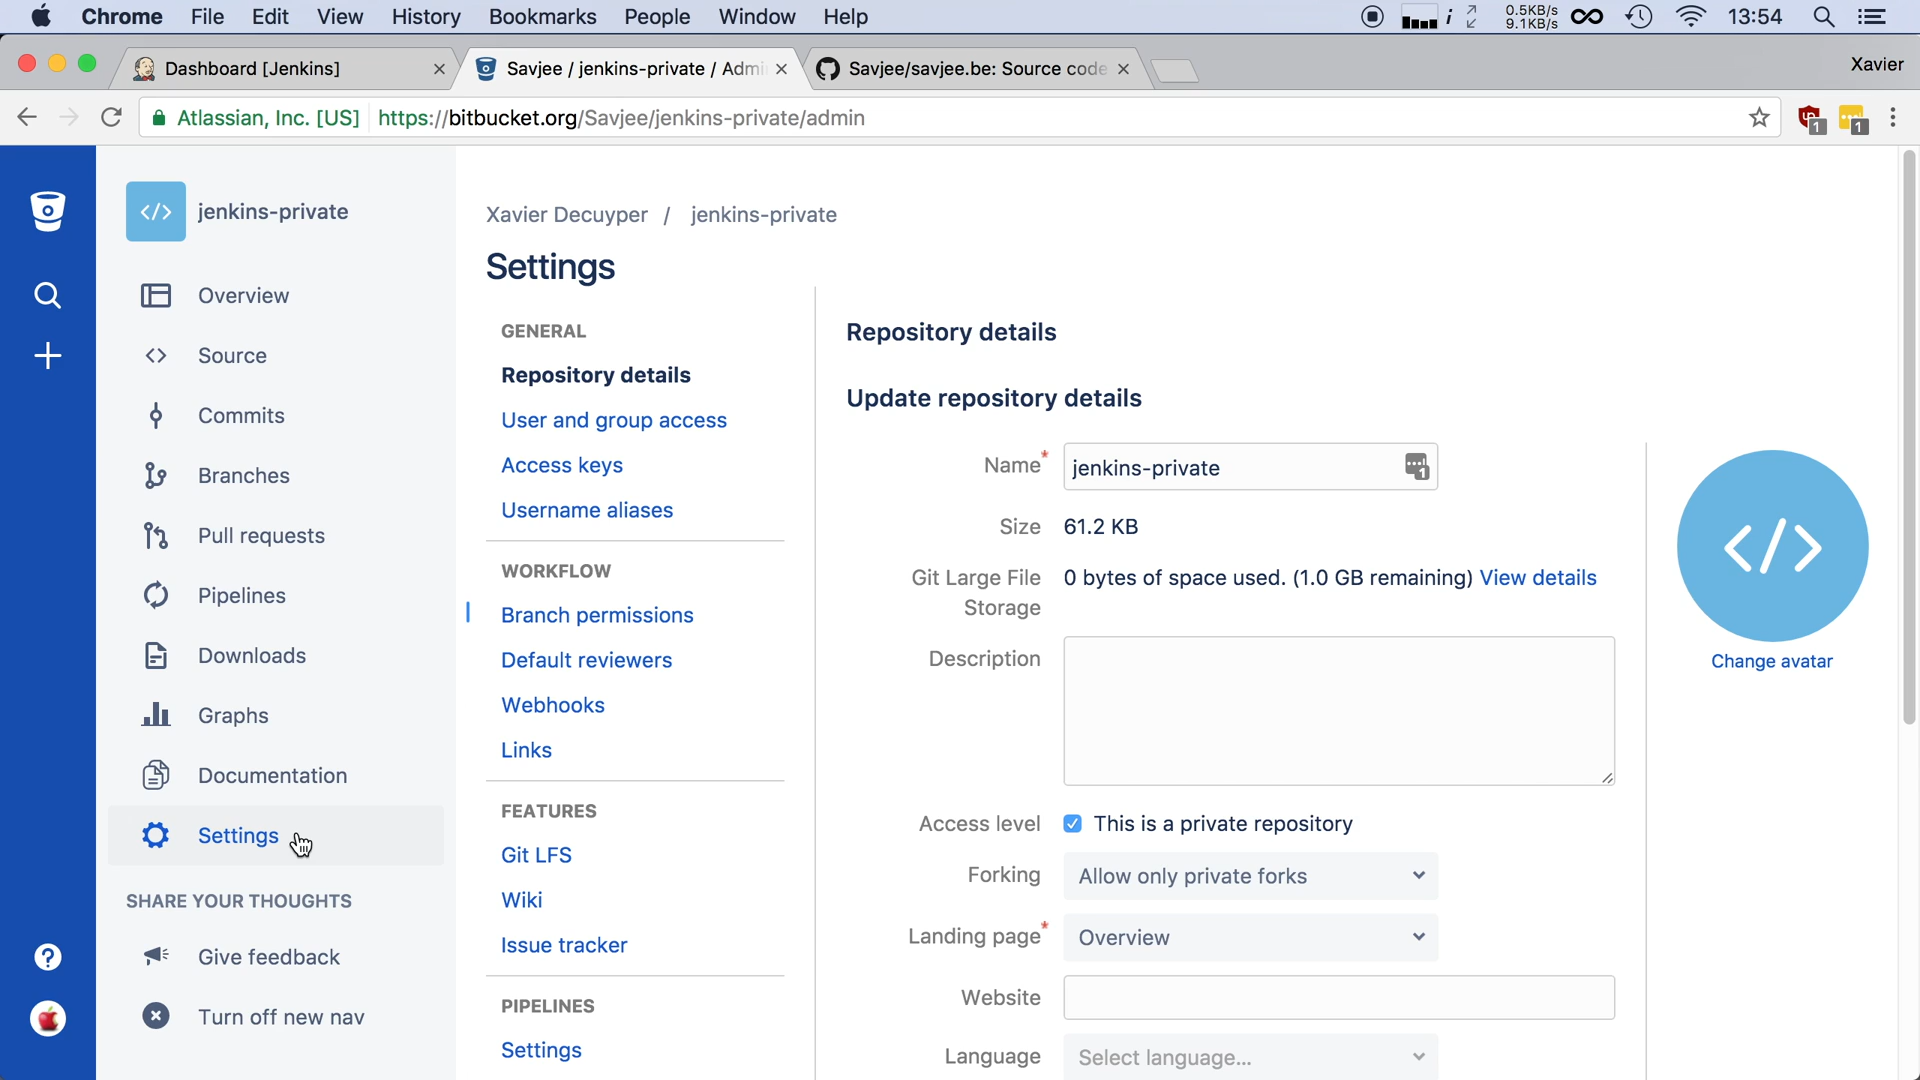 Chrome File Edit View History Bookmarks People Window Help
0.5KB/s
9.1KB/s
13:54
Dashboard [Jenkins]
Savjee / jenkins-private / Admi
Savjee/savjee.be: Source code
Xavier
Atlassian, Inc. [US] https://bitbucket.org/Savjee/jenkins-private/admin
1
1
jenkins-private
Overview
Source
Commits
Branches
Pull requests
Pipelines
Downloads
Graphs
Documentation
Settings
SHARE YOUR THOUGHTS
Give feedback
Turn off new nav
Xavier Decuyper / jenkins-private
Settings
GENERAL
Repository details
User and group access
Access keys
Username aliases
WORKFLOW
Branch permissions
Default reviewers
Webhooks
Links
FEATURES
Git LFS
Wiki
Issue tracker
PIPELINES
Settings
Repository details
Update repository details
Name* jenkins-private
Size 61.2 KB
Git Large File Storage 0 bytes of space used. (1.0 GB remaining) View details
Description
Access level This is a private repository
Forking Allow only private forks
Landing page* Overview
Website
Language Select language...
Change avatar